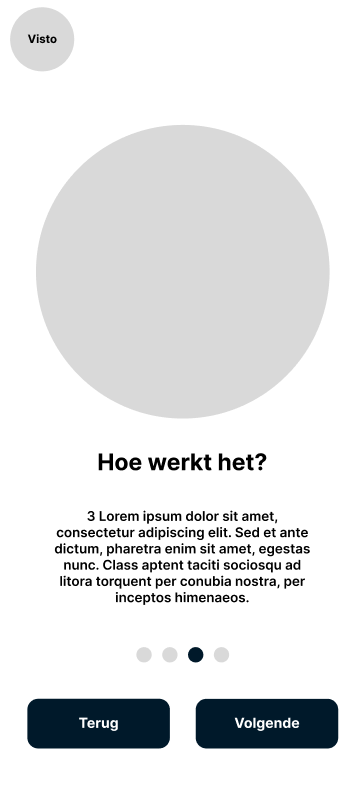 Visto
Hoe werkt het?
3 Lorem ipsum dolor sit amet,
consectetur adipiscing elit. Sed et ante
dictum, pharetra enim sit amet, egestas
nunc. Class aptent taciti sociosqu ad
litora torquent per conubia nostra, per
inceptos himenaeos.
Terug
Volgende